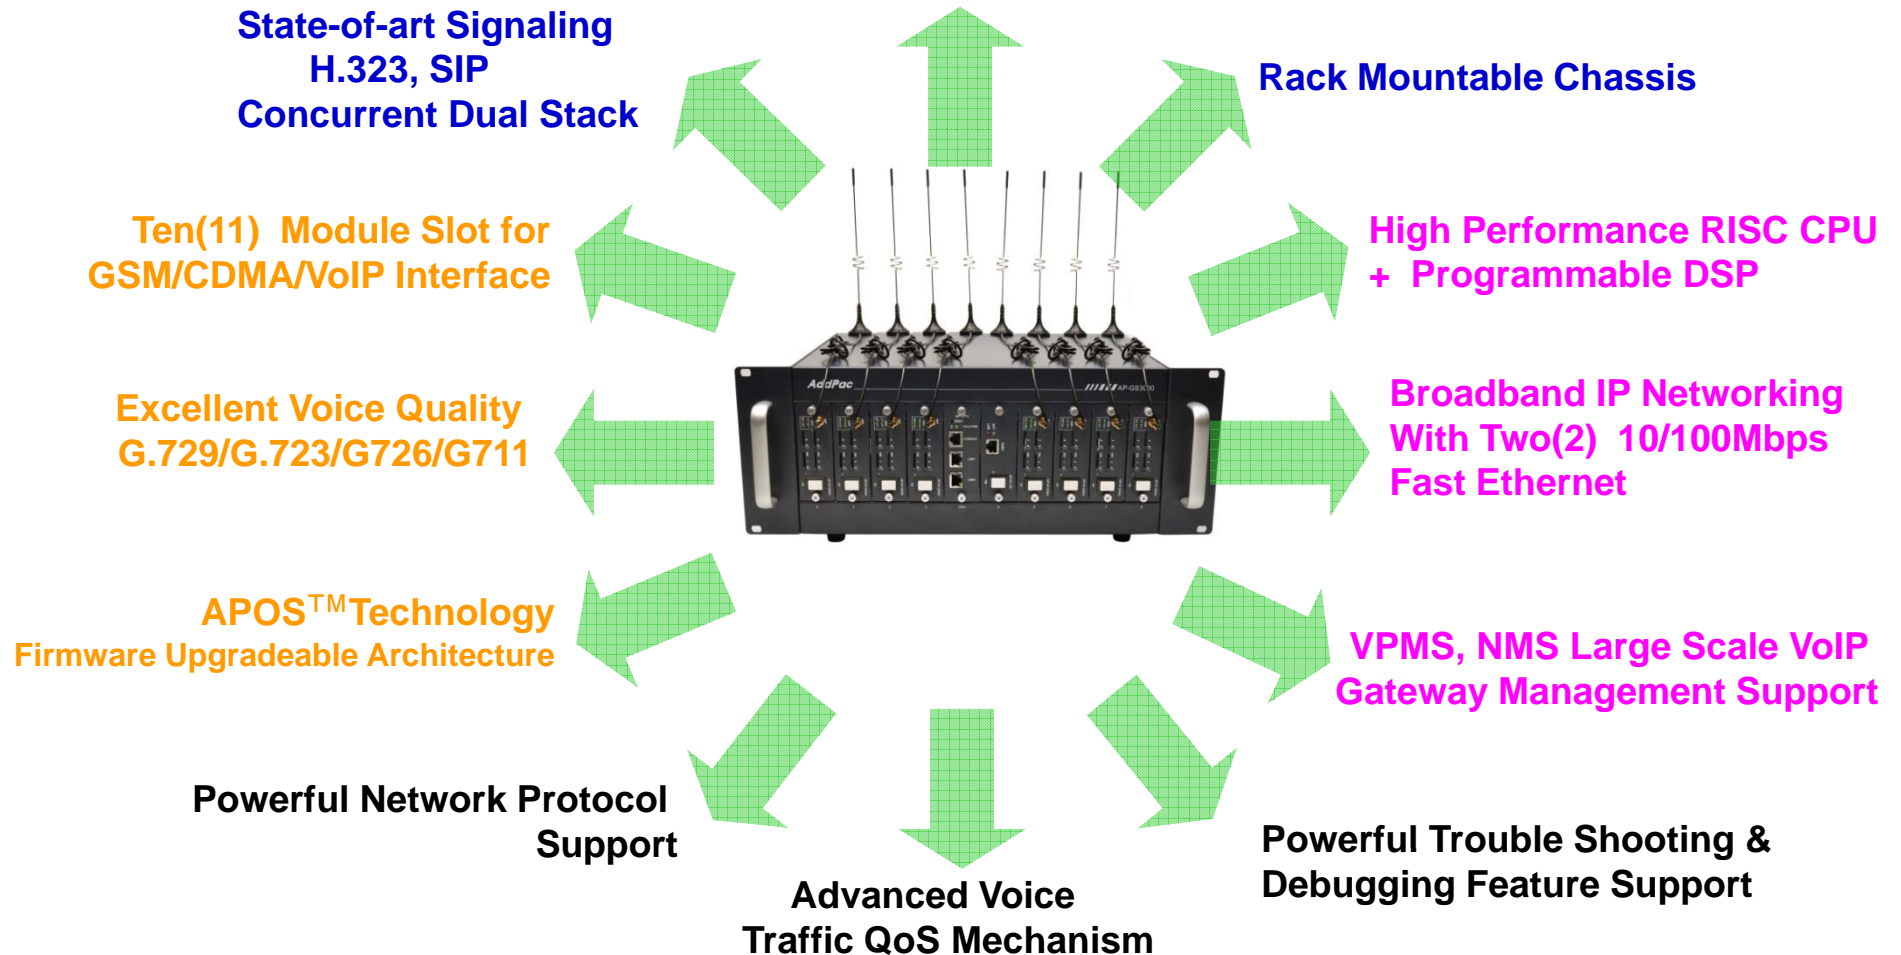 State-of-art Signaling
H.323, SIP
Concurrent Dual Stack
Rack Mountable Chassis
Ten(11) Module Slot for
GSM/CDMA/VoIP Interface
High Performance RISC CPU
+ Programmable DSP
AddPac
AP-GS3000
Excellent Voice Quality
G.729/G.723/G726/G711
Broadband IP Networking
With Two(2) 10/100Mbps
Fast Ethernet
APOS™Technology
Firmware Upgradeable Architecture
VPMS, NMS Large Scale VoIP
Gateway Management Support
Powerful Network Protocol
Support
Advanced Voice
Traffic QoS Mechanism
Powerful Trouble Shooting &
Debugging Feature Support